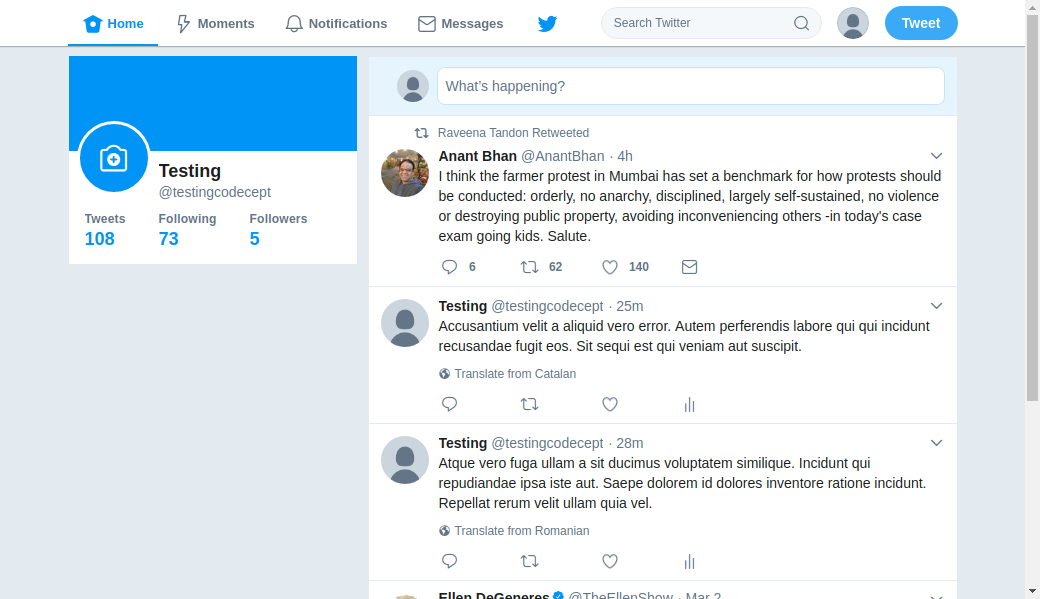 Home Moments Notifications Messages Search Twitter Tweet
What's happening?
Testing
@testingcodecept
Tweets Following Followers
108 73 5
Raveena Tandon Retweeted
Anant Bhan @AnantBhan · 4h
I think the farmer protest in Mumbai has set a benchmark for how protests should
be conducted: orderly, no anarchy, disciplined, largely self-sustained, no violence
or destroying public property, avoiding inconveniencing others -in today's case
exam going kids. Salute.
6 62 140
Testing @testingcodecept · 25m
Accusantium velit a aliquid vero error. Autem perferendis labore qui qui incidunt
recusandae fugit eos. Sit sequi est qui veniam aut suscipit.
Translate from Catalan
Testing @testingcodecept · 28m
Atque vero fuga ullam a sit ducimus voluptatem similique. Incidunt qui
repudiandae ipsa iste aut. Saepe dolorem id dolores inventore ratione incidunt.
Repellat rerum velit ullam quia vel.
Translate from Romanian
Ellen DeGeneres @TheEllenShow · Mar 2